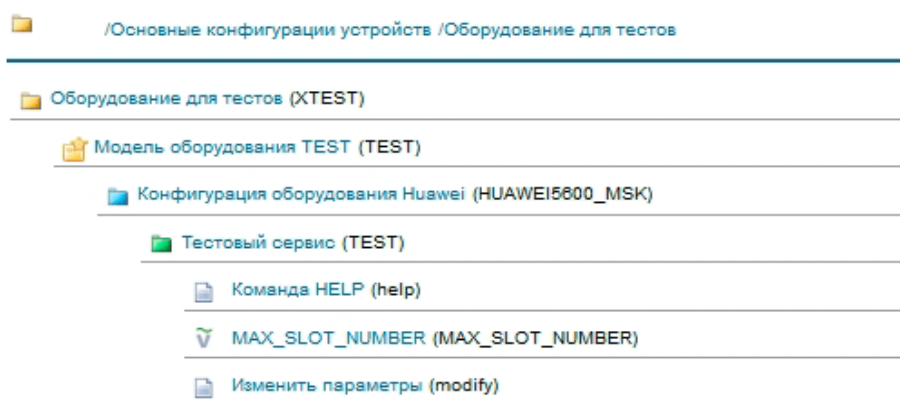 /Основные конфигурации устройств /Оборудование для тестов
Оборудование для тестов (XTEST)
Модель оборудования TEST (TEST)
Конфигурация оборудования Huawei (HUAWEI5600_MSK)
Тестовый сервис (TEST)
Команда HELP (help)
MAX_SLOT_NUMBER (MAX_SLOT_NUMBER)
Изменить параметры (modify)